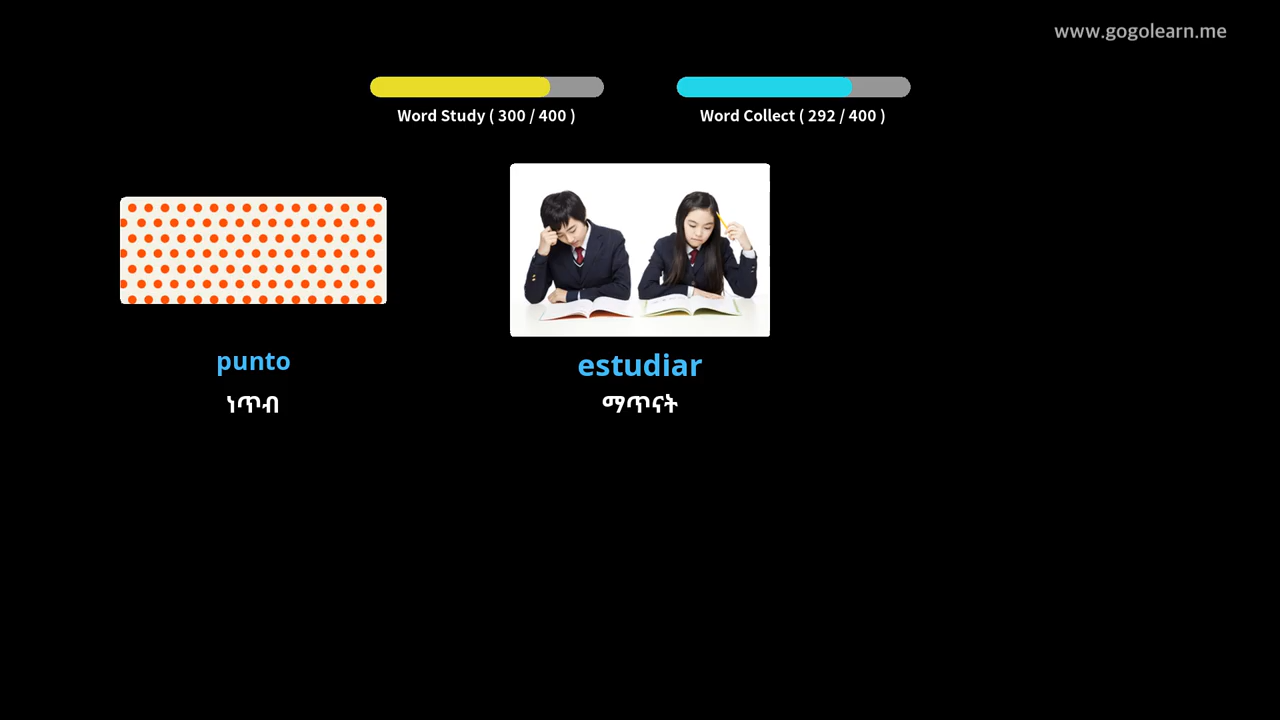 www.gogolearn.me
Word Study ( 300 / 400 )
Word Collect ( 292 / 400 )
punto
ነጥብ
estudiar
ማጥናት